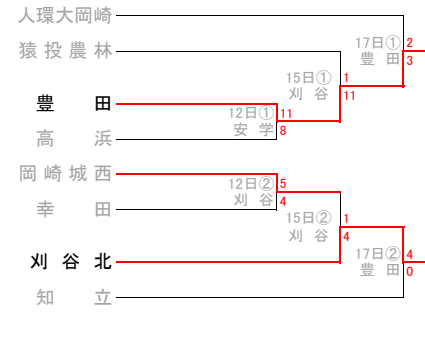 人環大岡崎
17日① 2
豊 田 3
猿投農林
15日① 1
刈 谷 11
豊 田
12日① 11
安 学 8
高 浜
岡崎城西
12日② 5
刈 谷 4
幸 田
15日② 1
刈 谷 4
刈 谷 北
17日② 4
豊 田 0
知 立